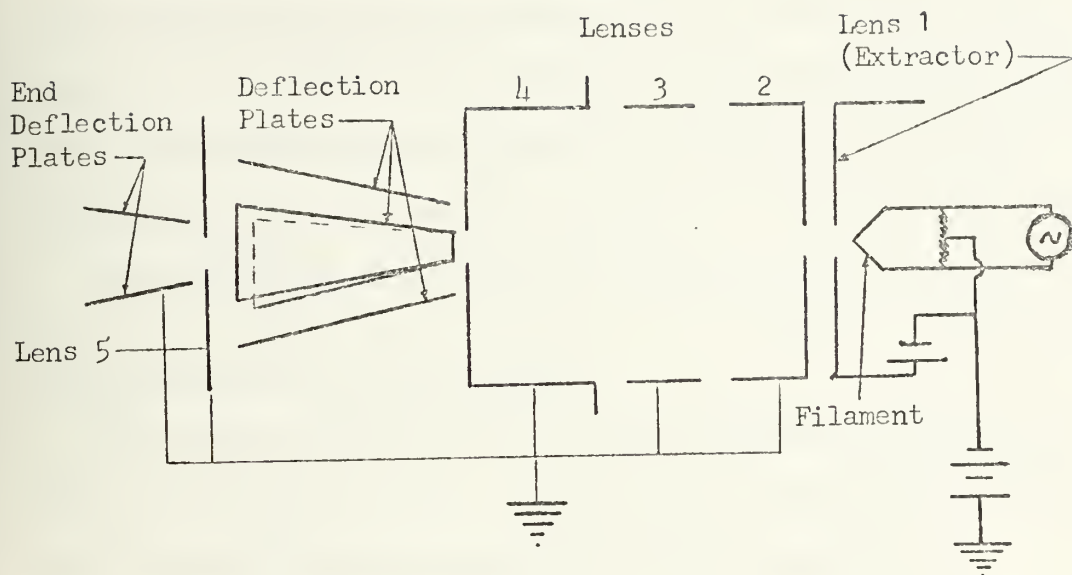 Lenses
Lens 1
(Extractor)
End
Deflection
Plates
Deflection
Plates
4
3
2
~
Lens 5
Filament